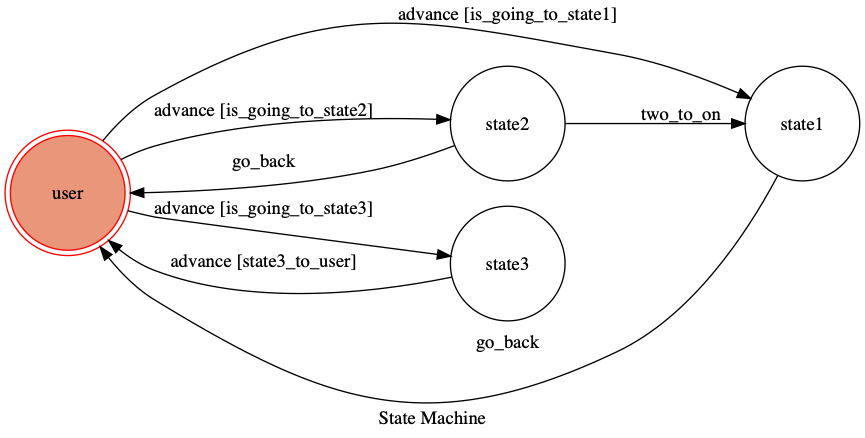 advance [is_going_to_state1]
advance [is_going_to_state2]
two_to_on
state2
state1
go_back
user
advance [is_going_to_state3]
advance [state3_to_user]
state3
go_back
State Machine